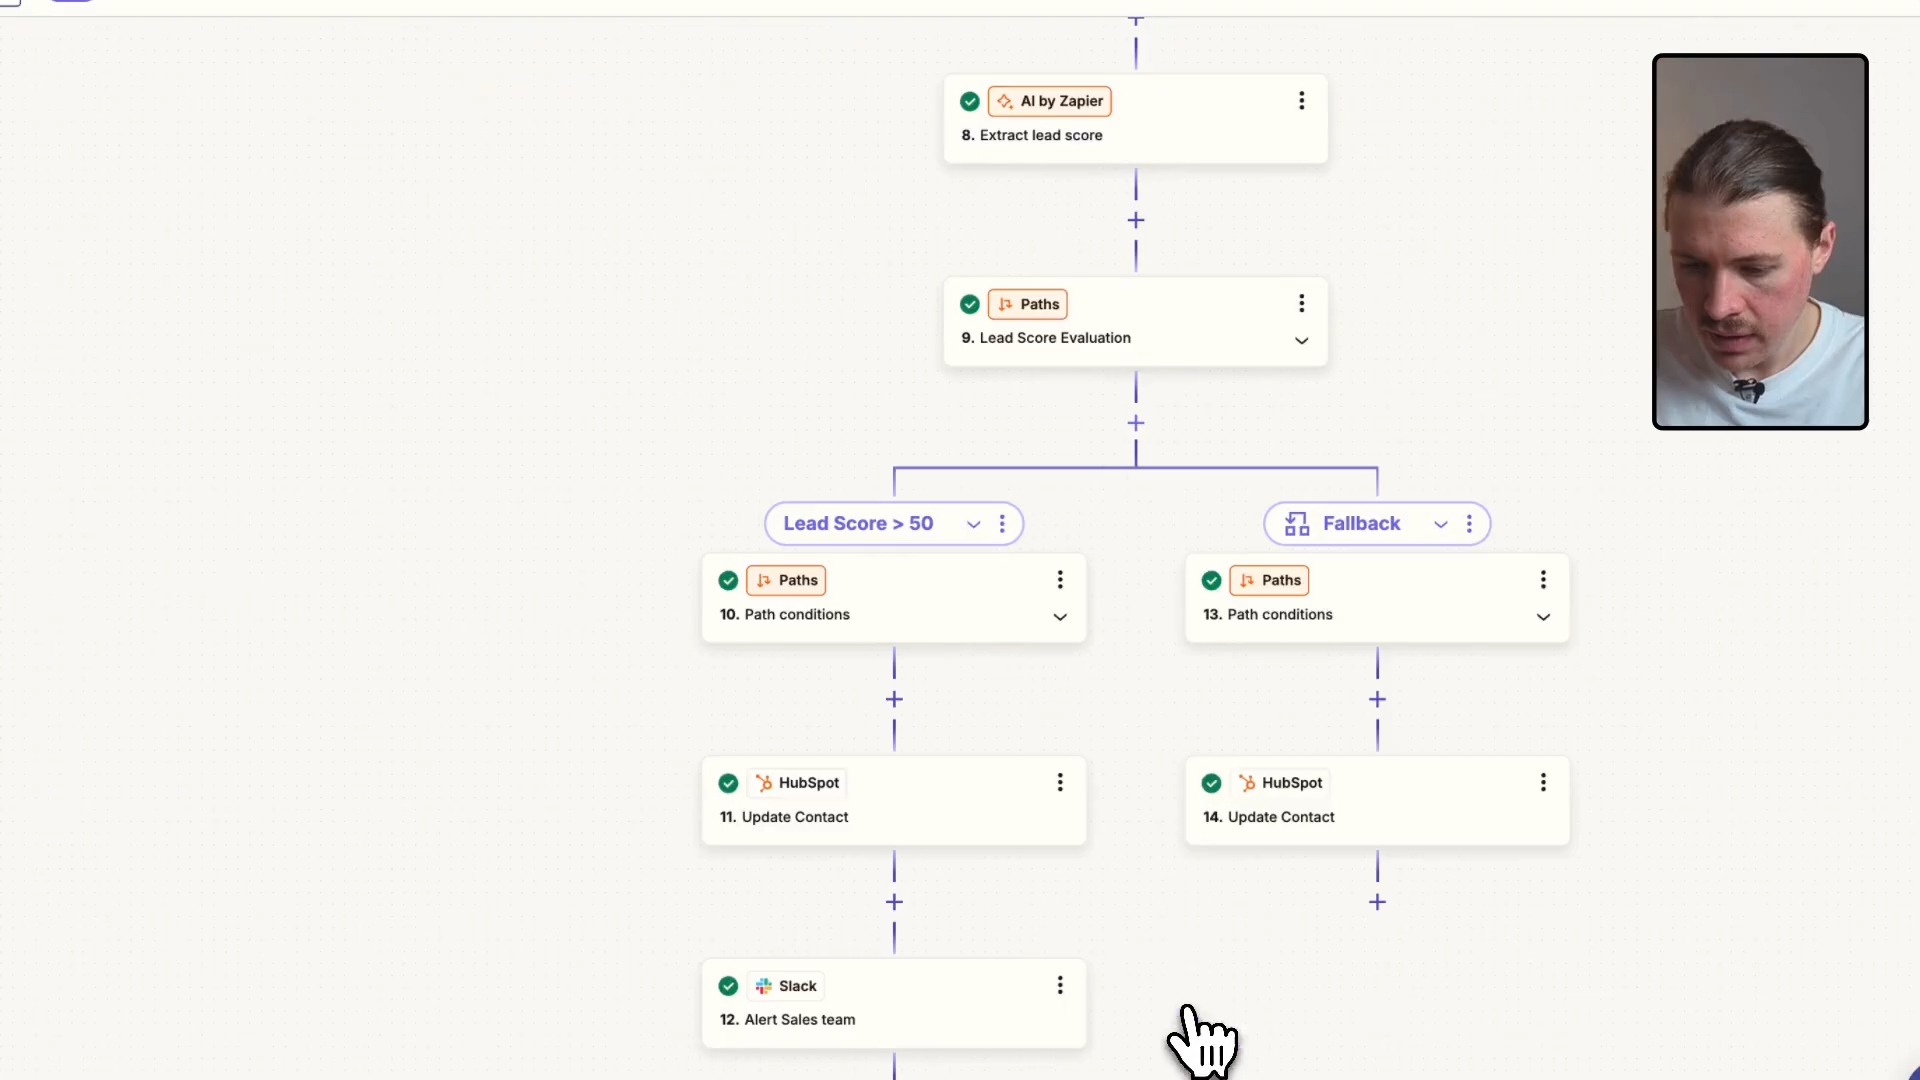 AI by Zapier
8. Extract lead score
Paths
9. Lead Score Evaluation
Lead Score > 50
Fallback
Paths
10. Path conditions
Paths
13. Path conditions
HubSpot
11. Update Contact
HubSpot
14. Update Contact
Slack
12. Alert Sales team